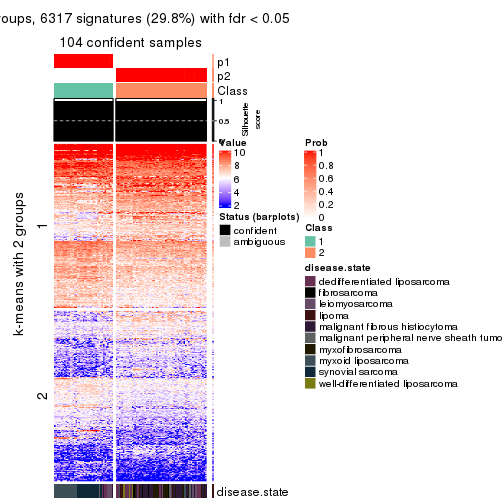 roups, 6317 signatures (29.8%) with fdr < 0.05
104 confident samples
p1
p2
Class
1
0.5
Silhouette
score
k-means with 2 groups
1
2
disease.state
Value
10
8
6
4
2
Status (barplots)
confident
ambiguous
Prob
1
0.8
0.6
0.4
0.2
0
Class
1
2
disease.state
dedifferentiated liposarcoma
fibrosarcoma
leiomyosarcoma
lipoma
malignant fibrous histiocytoma
malignant peripheral nerve sheath tumo
myxofibrosarcoma
myxoid liposarcoma
synovial sarcoma
well-differentiated liposarcoma